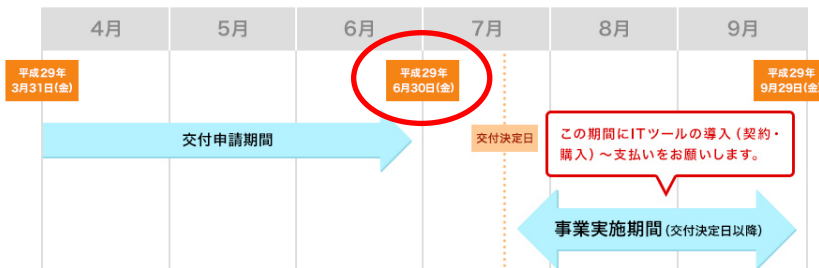 4月
5月
6月
7月
8月
9月
平成29年
3月31日(金)
平成29年
6月30日(金)
平成29年
9月29日(金)
交付申請期間
交付決定日
この期間にITツールの導入（契約・
購入）～支払いをお願いします。
事業実施期間(交付決定日以降)